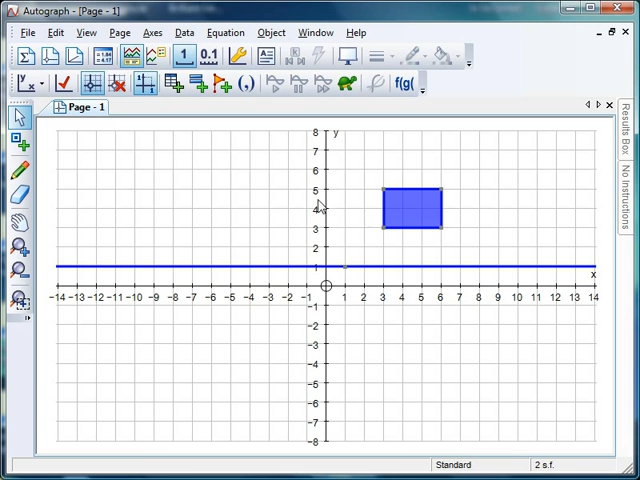 Autograph - [Page - 1]
File Edit View Page Axes Data Equation Object Window Help
1 0.1
f(g(
Page - 1
Results Box
No Instructions
y
8
7
6
5
4
3
2
1
x
−14 −13 −12 −11 −10 −9 −8 −7 −6 −5 −4 −3 −2 −1 1 2 3 4 5 6 7 8 9 10 11 12 13 14
−1
−2
−3
−4
−5
−6
−7
−8
Standard 2 s.f.